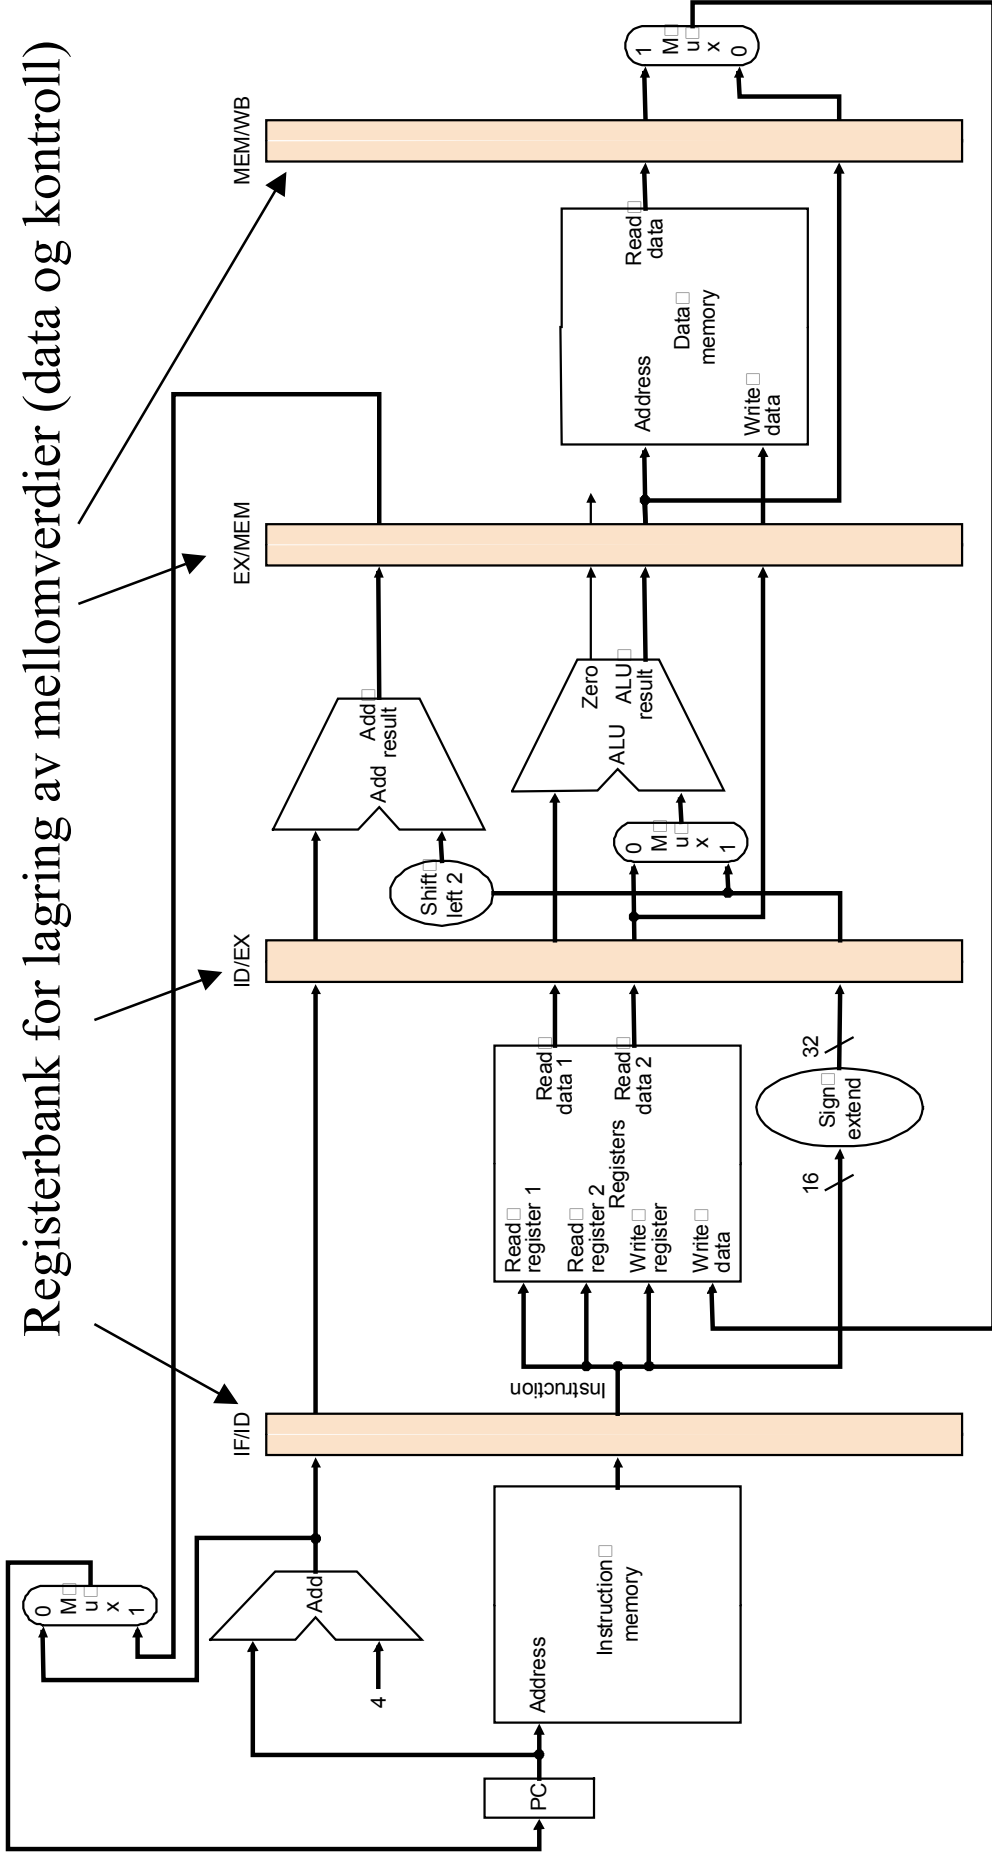 Registerbank for lagring av mellomverdier (data og kontroll)
IF/ID
ID/EX
EX/MEM
MEM/WB
0
M
u
x
1
Add
4
PC
Address
Instruction
memory
Instruction
Read
register 1
Read
register 2
Write
register
Write
data
Registers
Read
data 1
Read
data 2
16
Sign
extend
32
Shift
left 2
Add
Add
result
0
M
u
x
1
ALU
Zero
ALU
result
Address
Write
data
Data
memory
Read
data
1
M
u
x
0